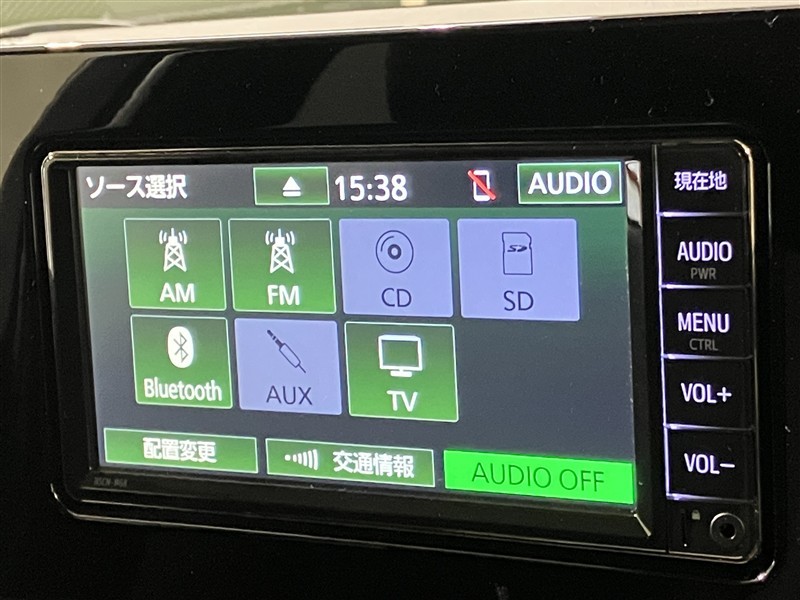 ソース選択 15:38 AUDIO
AM FM CD SD
Bluetooth AUX TV
配置変更 交通情報 AUDIO OFF
現在地
AUDIO
PWR
MENU
CTRL
VOL+
VOL-